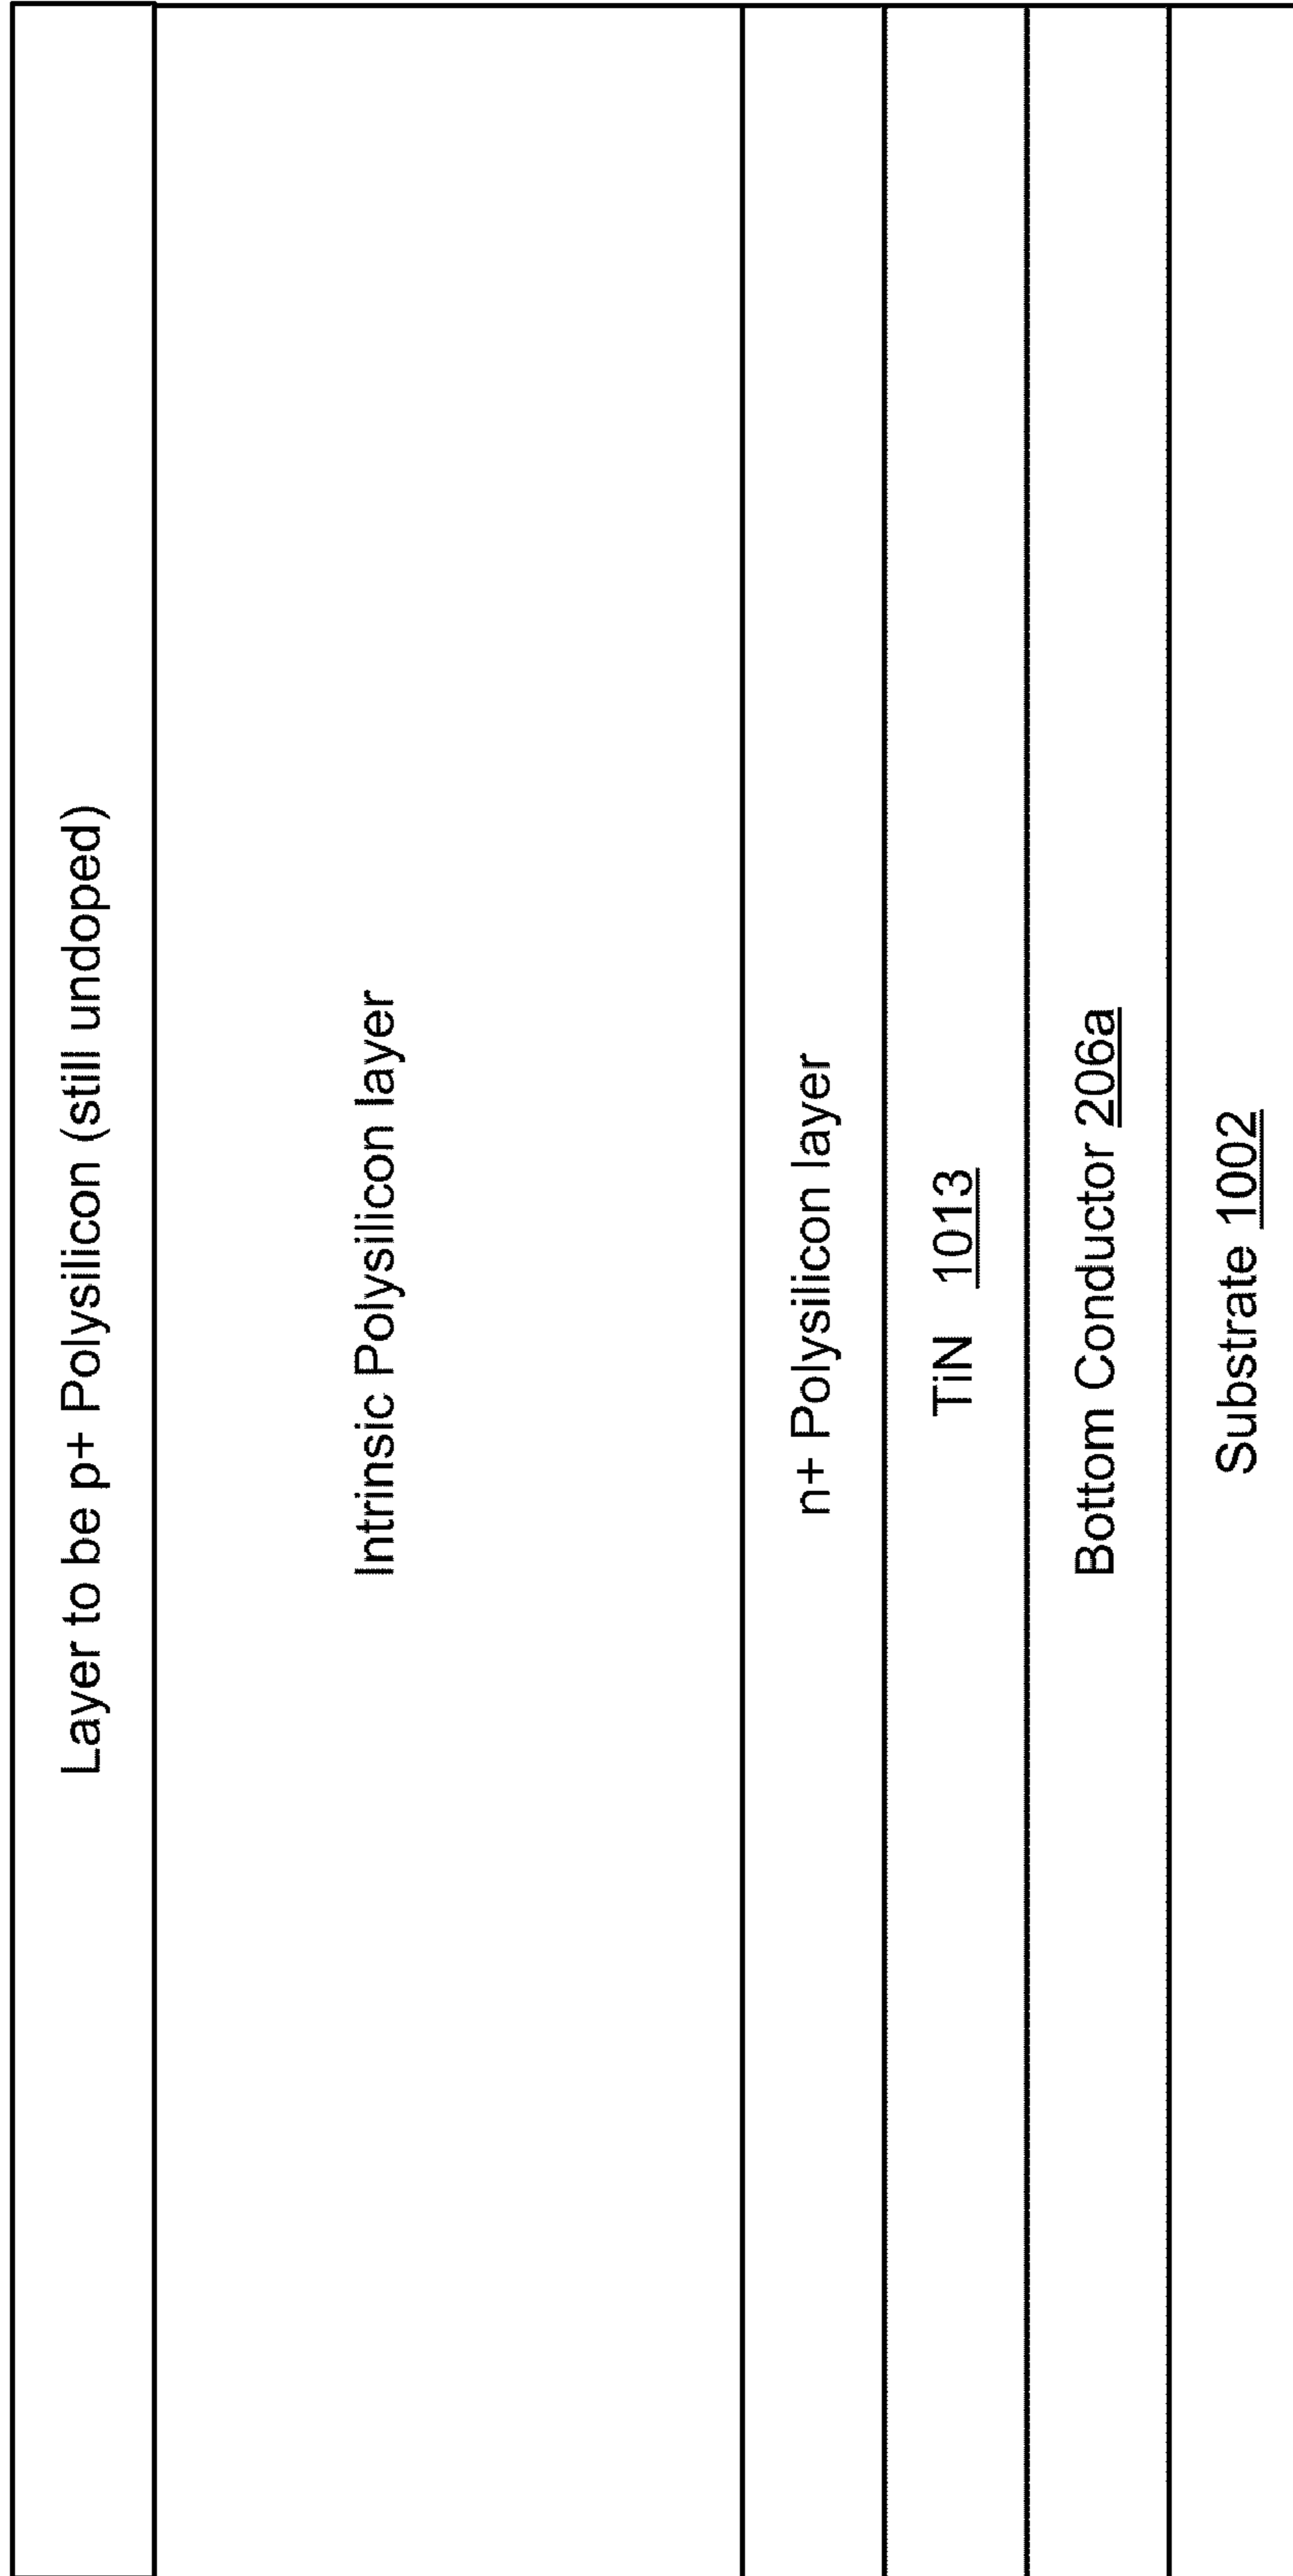 Layer to be p+ Polysilicon (still undoped)
Intrinsic Polysilicon layer
n+ Polysilicon layer
TiN 1013
Bottom Conductor 206a
Substrate 1002